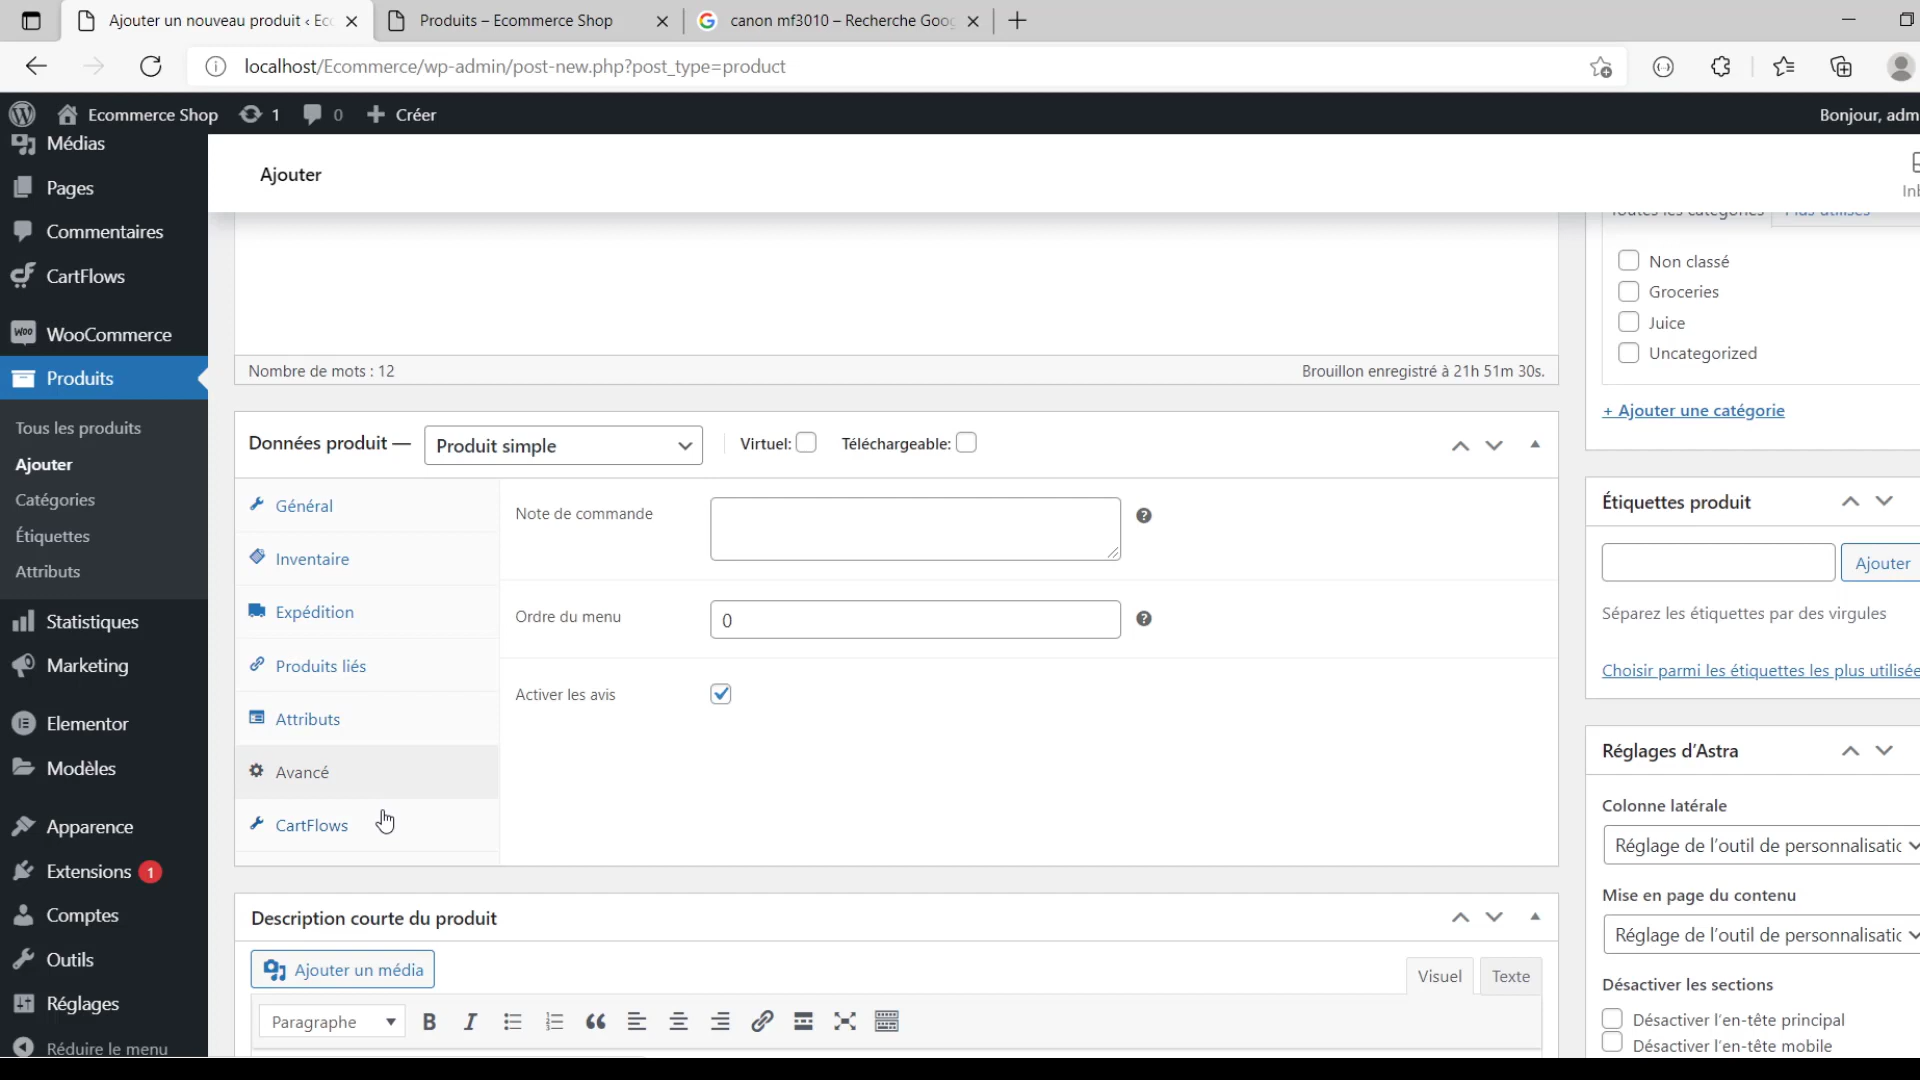 Ajouter un nouveau produit ‹ Ec
Produits – Ecommerce Shop
canon mf3010 – Recherche Goo
localhost/Ecommerce/wp-admin/post-new.php?post_type=product
Ecommerce Shop
1
0
Créer
Bonjour, adm
Médias
Pages
Commentaires
CartFlows
WooCommerce
Produits
Tous les produits
Ajouter
Catégories
Étiquettes
Attributs
Statistiques
Marketing
Elementor
Modèles
Apparence
Extensions 1
Comptes
Outils
Réglages
Réduire le menu
Ajouter
Nombre de mots : 12
Brouillon enregistré à 21h 51m 30s.
Données produit —
Produit simple
Virtuel:
Téléchargeable:
Général
Inventaire
Expédition
Produits liés
Attributs
Avancé
CartFlows
Note de commande
Ordre du menu
0
Activer les avis
Description courte du produit
Ajouter un média
Visuel
Texte
Paragraphe
Toutes les catégories
Plus utilisés
Non classé
Groceries
Juice
Uncategorized
+ Ajouter une catégorie
Étiquettes produit
Ajouter
Séparez les étiquettes par des virgules
Choisir parmi les étiquettes les plus utilisée
Réglages d’Astra
Colonne latérale
Réglage de l’outil de personnalisatic
Mise en page du contenu
Réglage de l’outil de personnalisatic
Désactiver les sections
Désactiver l’en-tête principal
Désactiver l’en-tête mobile